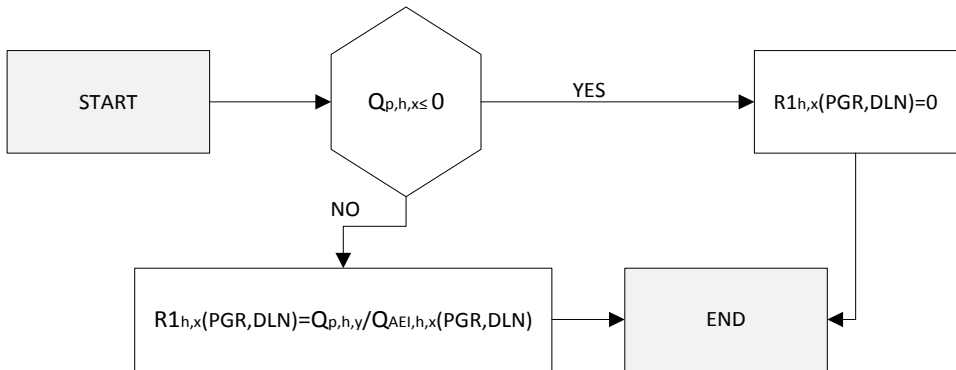 START
Qp,h,x≤ 0
YES
R1h,x(PGR,DLN)=0
NO
R1h,x(PGR,DLN)=Qp,h,y/QAEI,h,x(PGR,DLN)
END